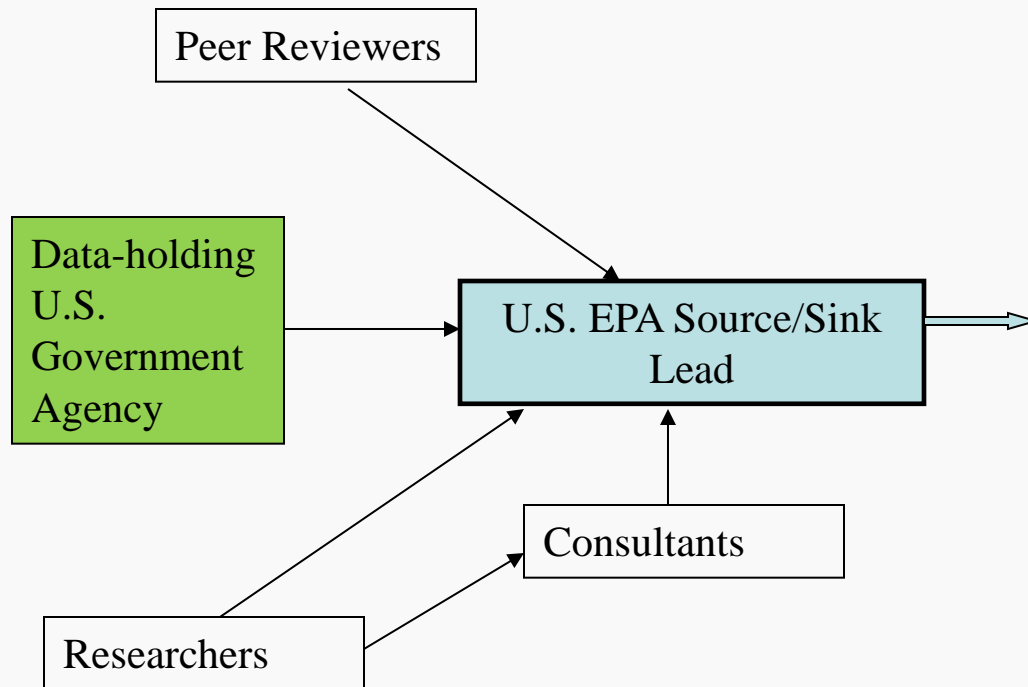 Peer Reviewers
Data-holding
U.S.
Government
Agency
U.S. EPA Source/Sink
Lead
Consultants
Researchers